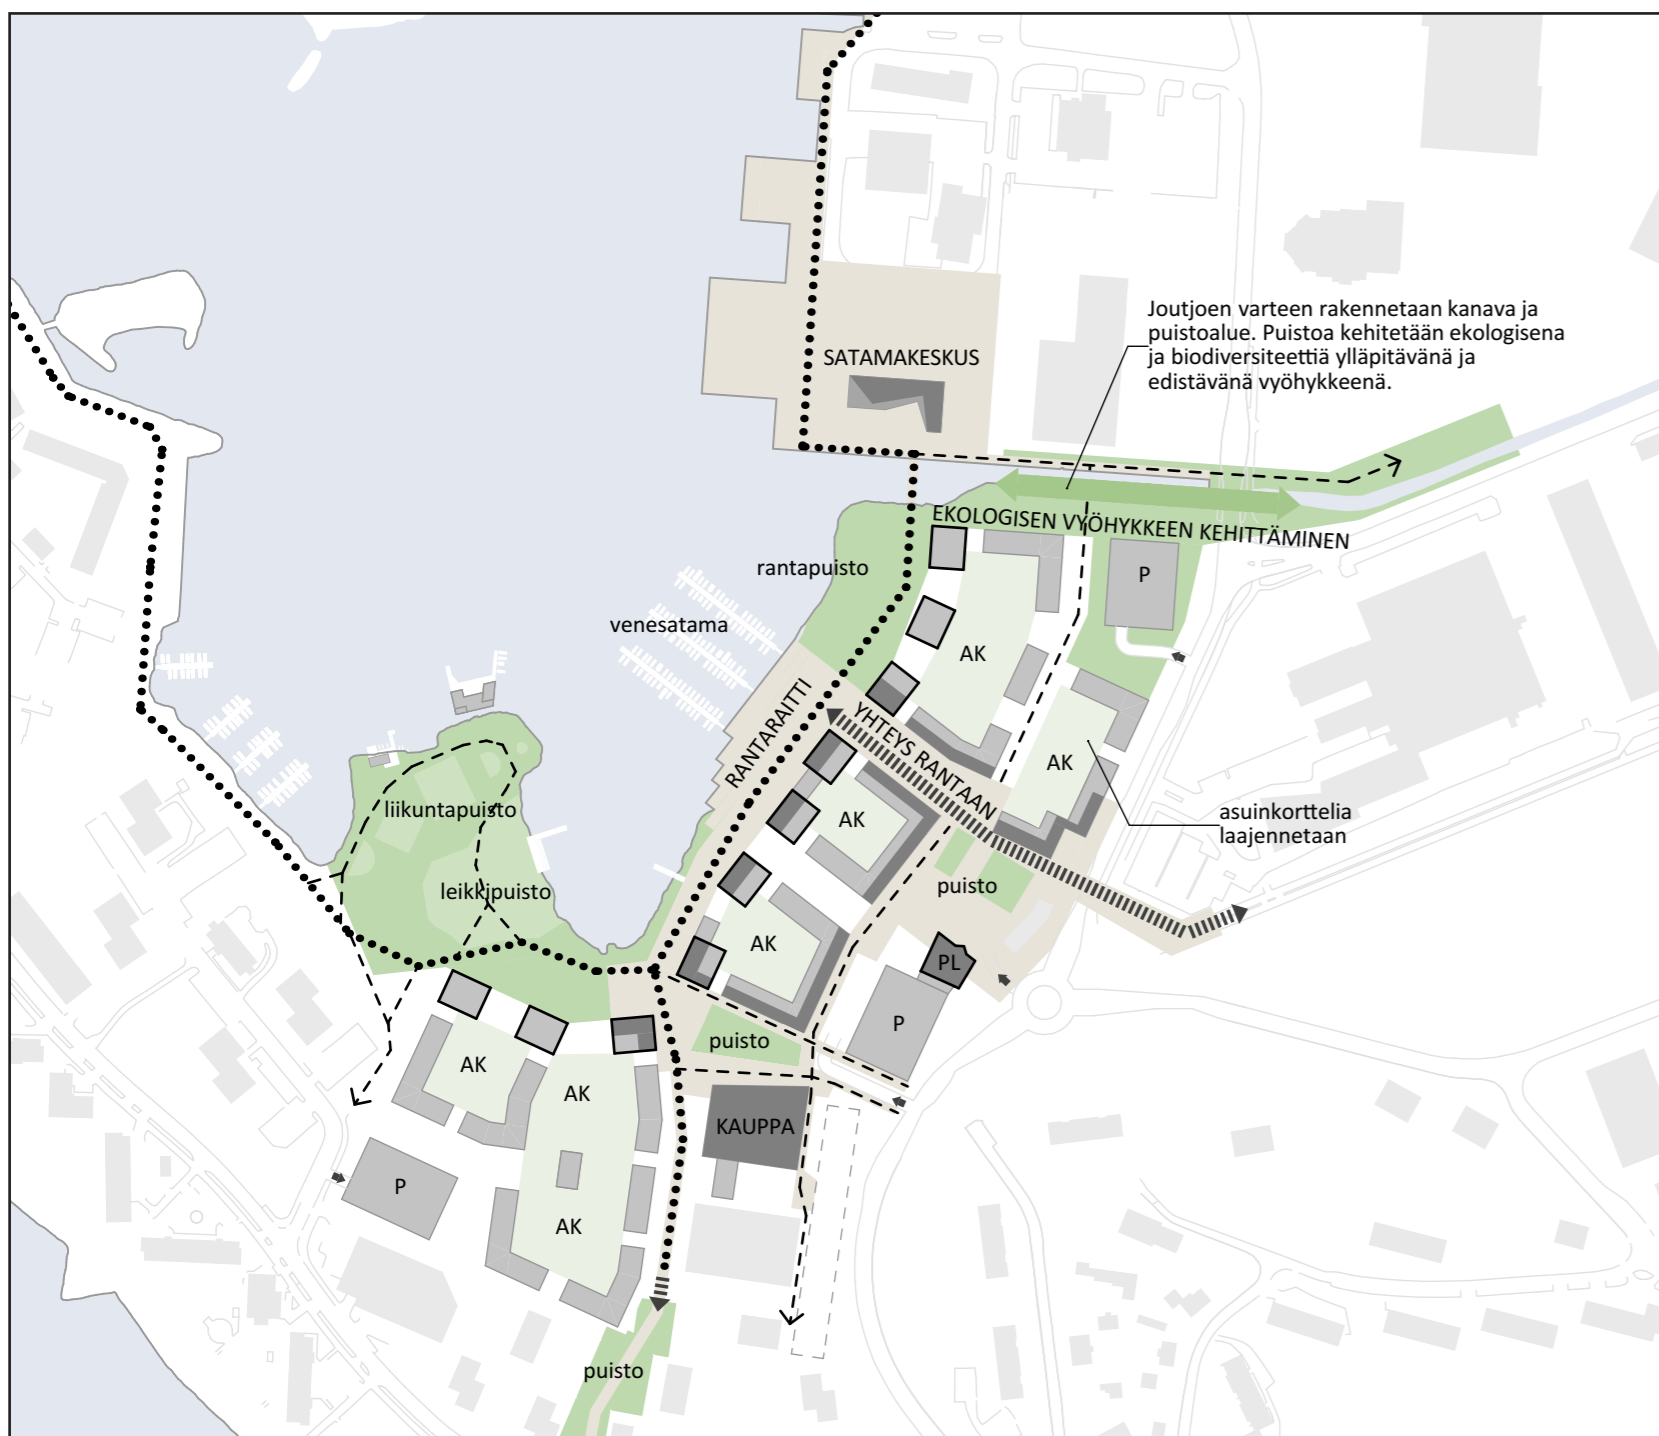 Joutjoen varteen rakennetaan kanava ja
puistoalue. Puistoa kehitetään ekologisena
ja biodiversiteettiä ylläpitävänä ja
edistävänä vyöhykkeenä.
SATAMAKESKUS
EKOLOGISEN VYÖHYKKEEN KEHITTÄMINEN
rantapuisto
P
venesatama
AK
RANTARAITTI
YHTEYS RANTAAN
AK
liikuntapuisto
AK
asuinkorttelia
laajennetaan
leikkipuisto
puisto
AK
PL
P
puisto
AK
AK
KAUPPA
P
AK
puisto